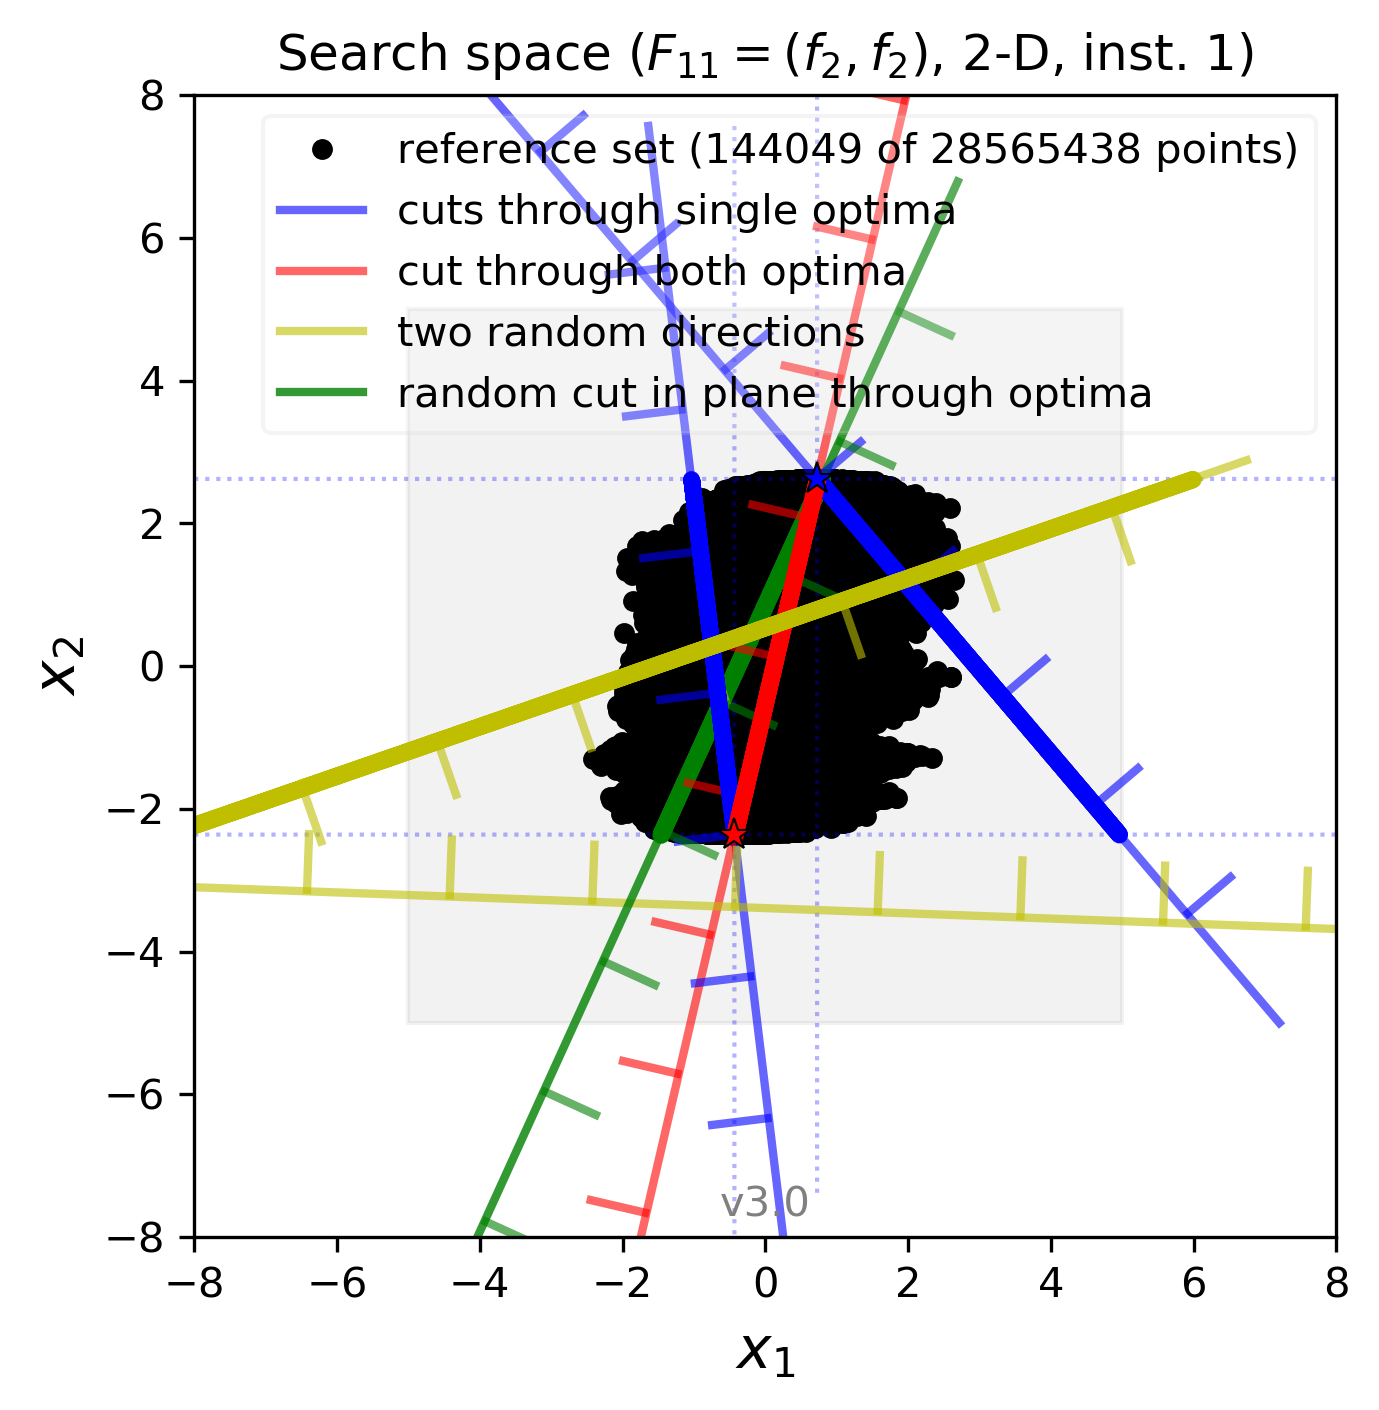 Search space (F₁₁ = (f₂, f₂), 2-D, inst. 1)
reference set (144049 of 28565438 points)
cuts through single optima
cut through both optima
two random directions
random cut in plane through optima
8
6
4
2
0
−2
−4
−6
−8
x₂
v3.0
−8 −6 −4 −2 0 2 4 6 8
x₁